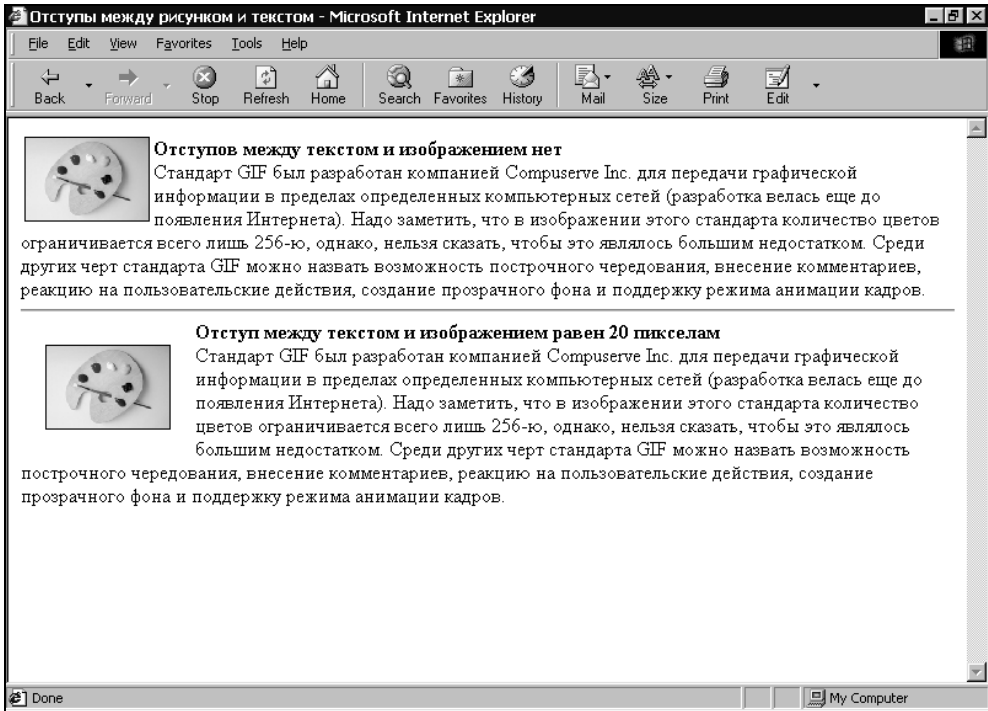 Отступы между рисунком и текстом - Microsoft Internet Explorer
File Edit View Favorites Tools Help
Back Forward Stop Refresh Home Search Favorites History Mail Size Print Edit
Отступов между текстом и изображением нет
Стандарт GIF был разработан компанией Compuserve Inc. для передачи графической
информации в пределах определенных компьютерных сетей (разработка велась еще до
появления Интернета). Надо заметить, что в изображении этого стандарта количество цветов
ограничивается всего лишь 256-ю, однако, нельзя сказать, чтобы это являлось большим недостатком. Среди
других черт стандарта GIF можно назвать возможность построчного чередования, внесение комментариев,
реакцию на пользовательские действия, создание прозрачного фона и поддержку режима анимации кадров.
Отступ между текстом и изображением равен 20 пикселам
Стандарт GIF был разработан компанией Compuserve Inc. для передачи графической
информации в пределах определенных компьютерных сетей (разработка велась еще до
появления Интернета). Надо заметить, что в изображении этого стандарта количество
цветов ограничивается всего лишь 256-ю, однако, нельзя сказать, чтобы это являлось
большим недостатком. Среди других черт стандарта GIF можно назвать возможность
построчного чередования, внесение комментариев, реакцию на пользовательские действия, создание
прозрачного фона и поддержку режима анимации кадров.
Done My Computer